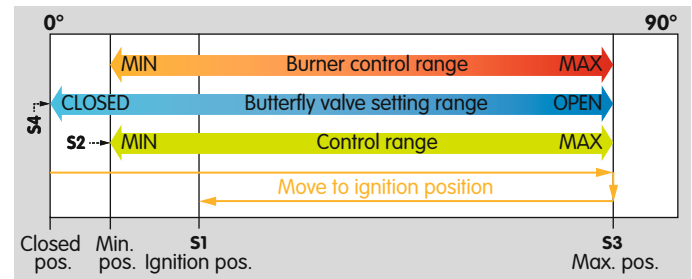 0° 90°
MIN Burner control range MAX
CLOSED Butterfly valve setting range OPEN
S4
S2 MIN Control range MAX
Move to ignition position
Closed Min. S1 S3
pos. pos. Ignition pos. Max. pos.